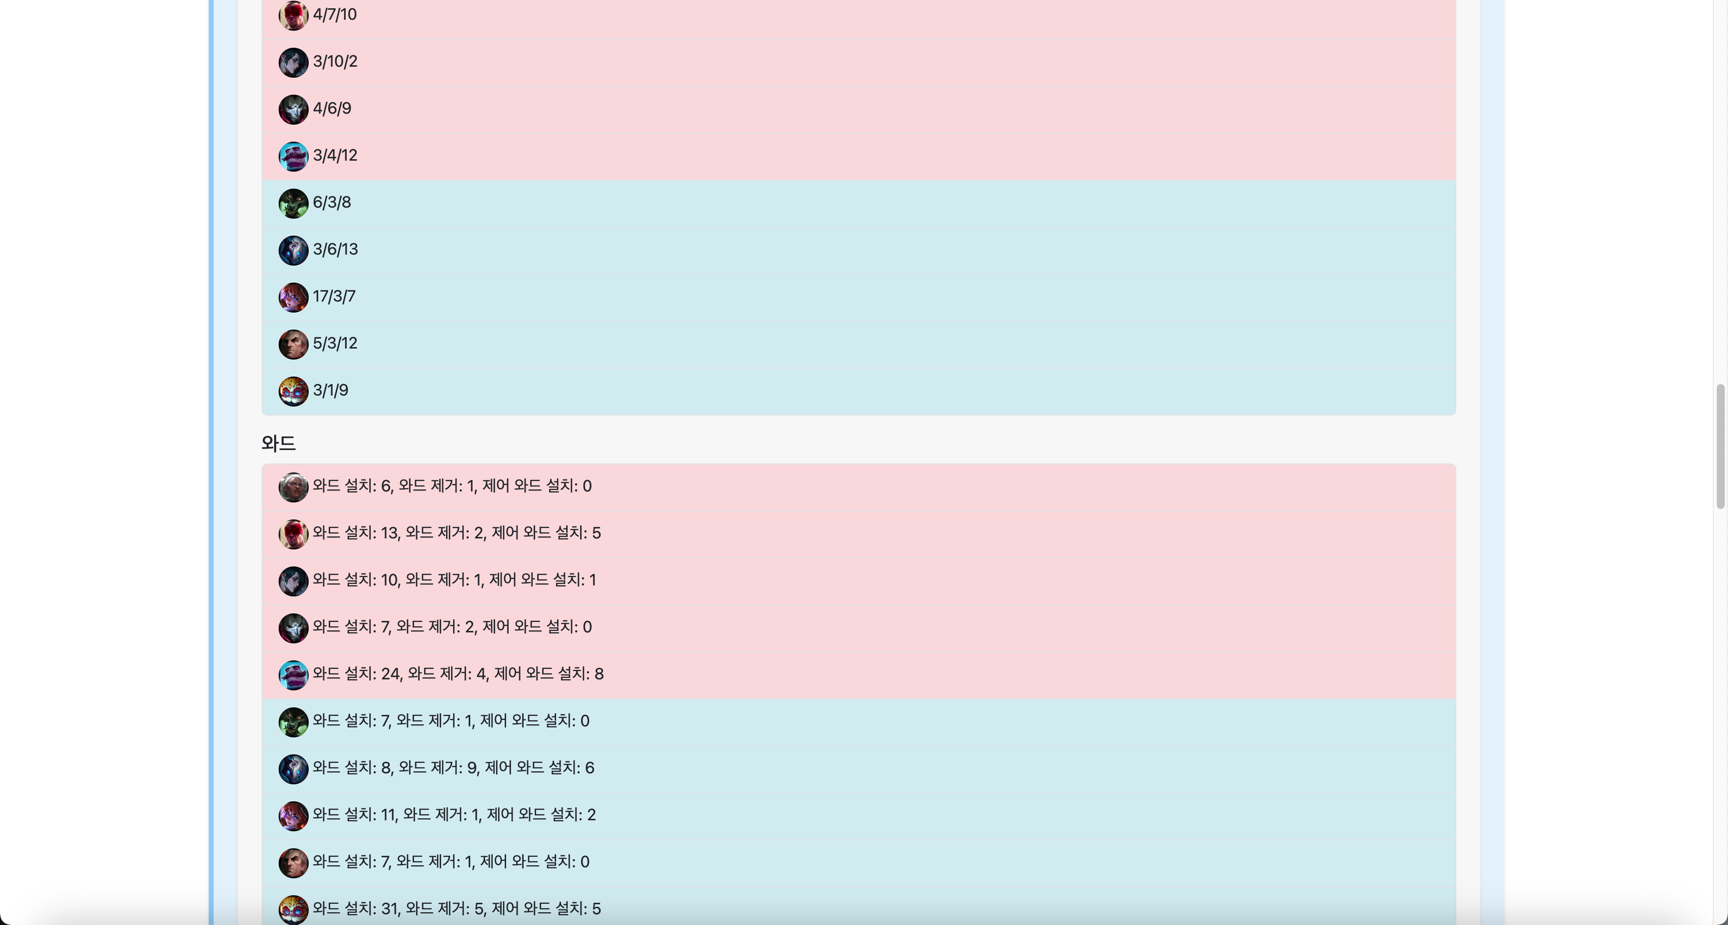 4/7/10
3/10/2
4/6/9
3/4/12
6/3/8
3/6/13
17/3/7
5/3/12
3/1/9
와드
와드 설치: 6, 와드 제거: 1, 제어 와드 설치: 0
와드 설치: 13, 와드 제거: 2, 제어 와드 설치: 5
와드 설치: 10, 와드 제거: 1, 제어 와드 설치: 1
와드 설치: 7, 와드 제거: 2, 제어 와드 설치: 0
와드 설치: 24, 와드 제거: 4, 제어 와드 설치: 8
와드 설치: 7, 와드 제거: 1, 제어 와드 설치: 0
와드 설치: 8, 와드 제거: 9, 제어 와드 설치: 6
와드 설치: 11, 와드 제거: 1, 제어 와드 설치: 2
와드 설치: 7, 와드 제거: 1, 제어 와드 설치: 0
와드 설치: 31, 와드 제거: 5, 제어 와드 설치: 5